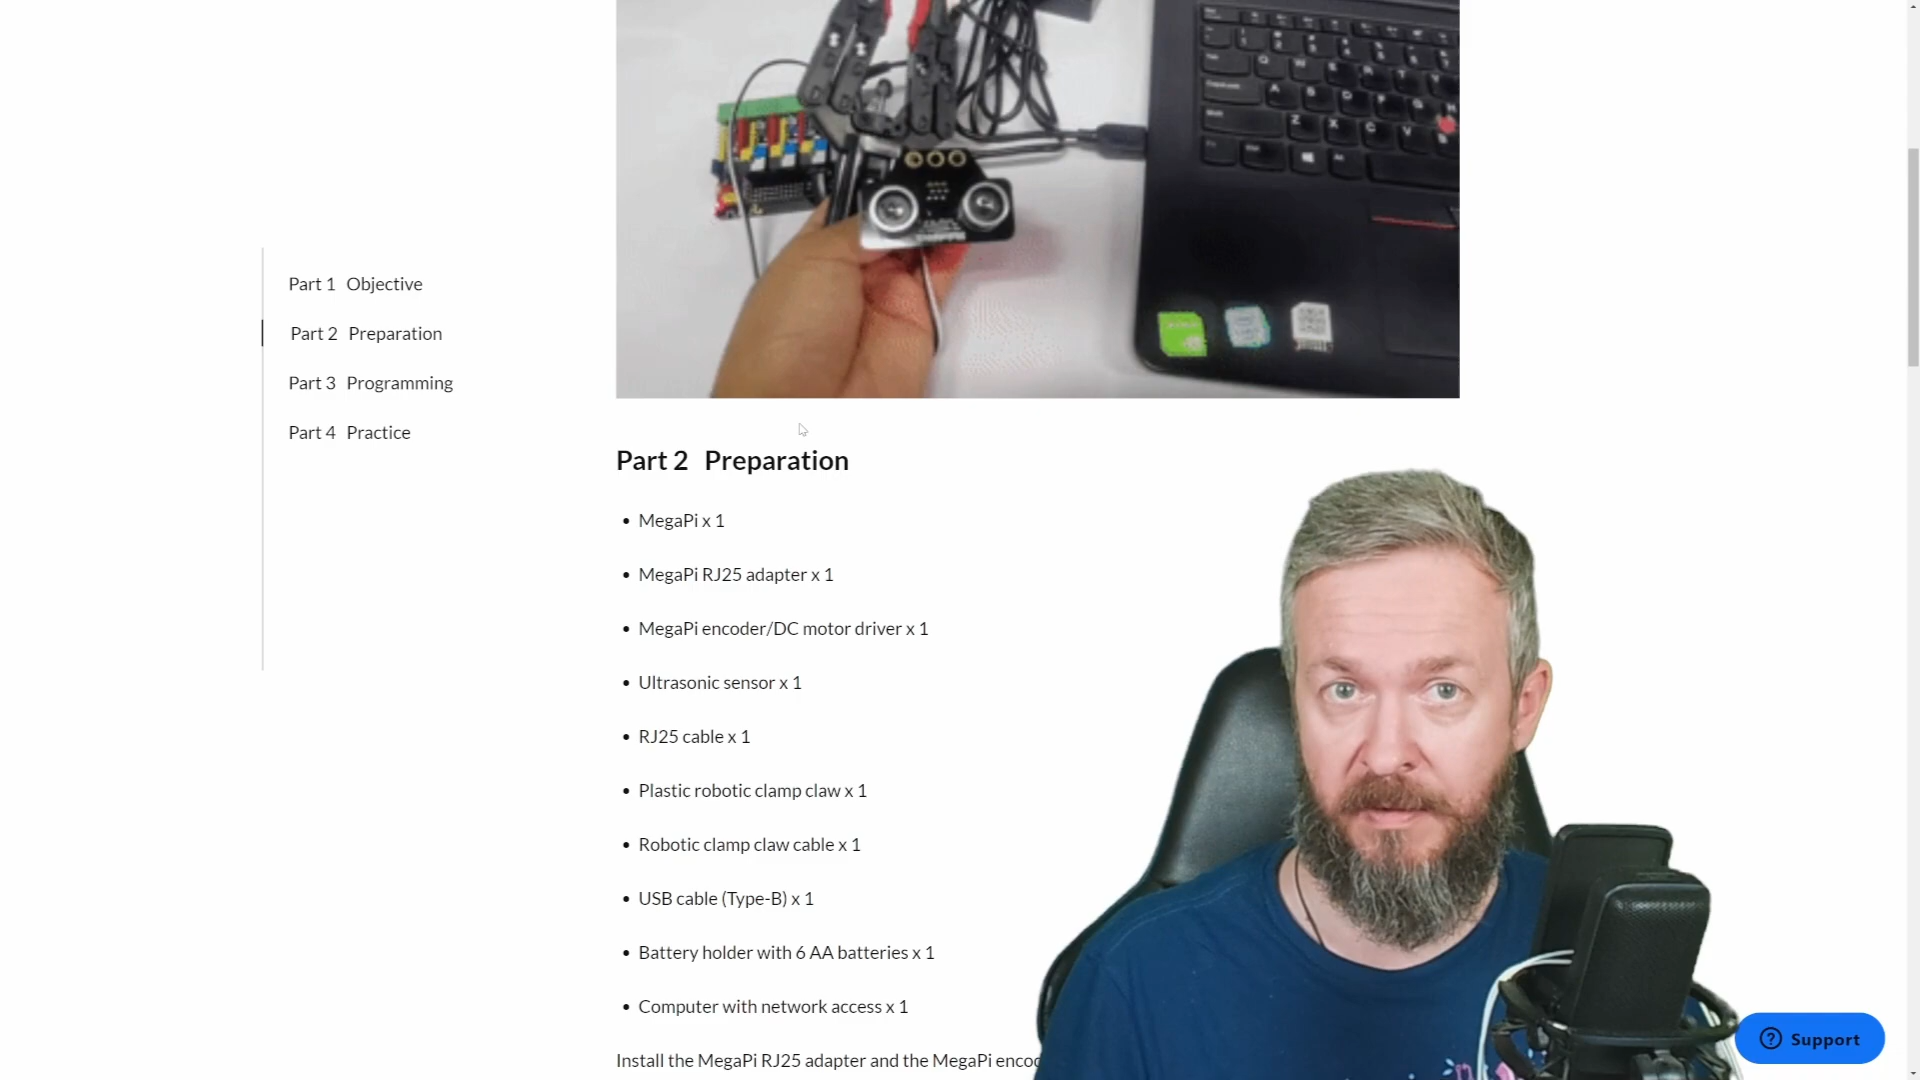 Part 1 Objective
Part 2 Preparation
Part 3 Programming
Part 4 Practice
Part 2 Preparation
• MegaPi x 1
• MegaPi RJ25 adapter x 1
• MegaPi encoder/DC motor driver x 1
• Ultrasonic sensor x 1
• RJ25 cable x 1
• Plastic robotic clamp claw x 1
• Robotic clamp claw cable x 1
• USB cable (Type-B) x 1
• Battery holder with 6 AA batteries x 1
• Computer with network access x 1
Install the MegaPi RJ25 adapter and the MegaPi enco
Support